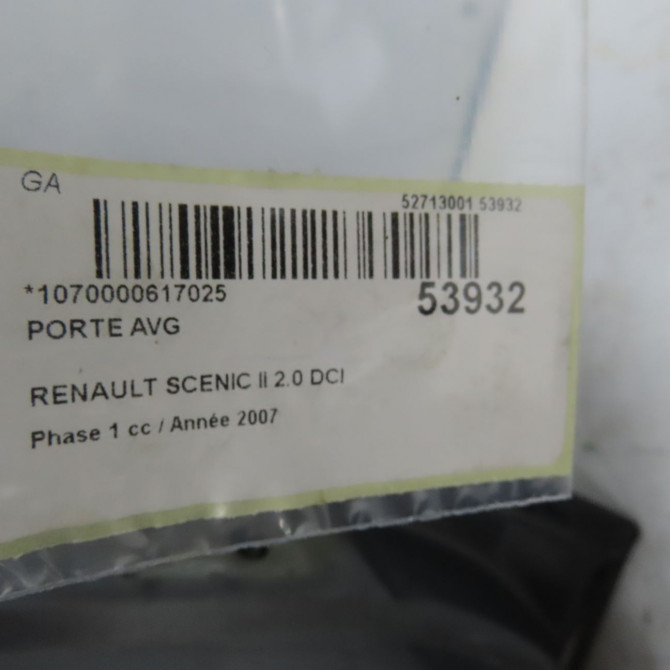 GA
52713001 53932
*1070000617025
53932
PORTE AVG
RENAULT SCENIC II 2.0 DCI
Phase 1 cc / Année 2007